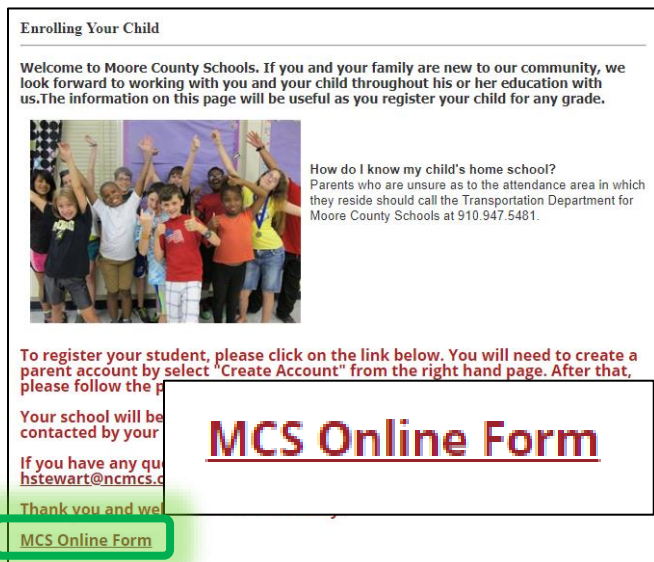 Enrolling Your Child
Welcome to Moore County Schools. If you and your family are new to our community, we
look forward to working with you and your child throughout his or her education with
us.The information on this page will be useful as you register your child for any grade.
How do I know my child's home school?
Parents who are unsure as to the attendance area in which
they reside should call the Transportation Department for
Moore County Schools at 910.947.5481.
To register your student, please click on the link below. You will need to create a
parent account by select "Create Account" from the right hand page. After that,
please follow the p
Your school will be
contacted by your
If you have any qu
hstewart@ncmcs.o
Thank you and wel
MCS Online Form
MCS Online Form